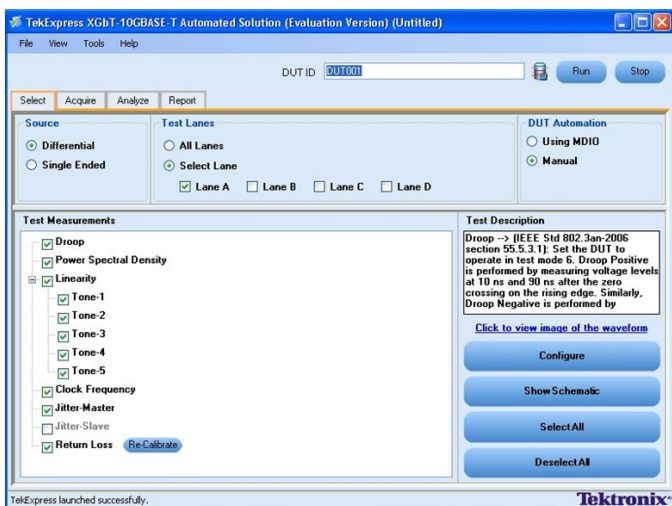 TekExpress XGbT-10GBASE-T Automated Solution (Evaluation Version) (Untitled)
File View Tools Help
DUT ID DUT001 Run Stop
Select Acquire Analyze Report
Source Test Lanes DUT Automation
Differential All Lanes Using MDIO
Single Ended Select Lane Manual
Lane A Lane B Lane C Lane D
Test Measurements
Droop
Power Spectral Density
Linearity
Tone-1
Tone-2
Tone-3
Tone-4
Tone-5
Clock Frequency
Jitter-Master
Jitter-Slave
Return Loss Re-Calibrate
Test Description
Droop --> (IEEE Std 802.3an-2006
section 55.5.3.1): Set the DUT to
operate in test mode 6. Droop Positive
is performed by measuring voltage levels
at 10 ns and 90 ns after the zero
crossing on the rising edge. Similarly,
Droop Negative is performed by
Click to view image of the waveform
Configure
Show Schematic
Select All
Deselect All
TekExpress launched successfully.
Tektronix